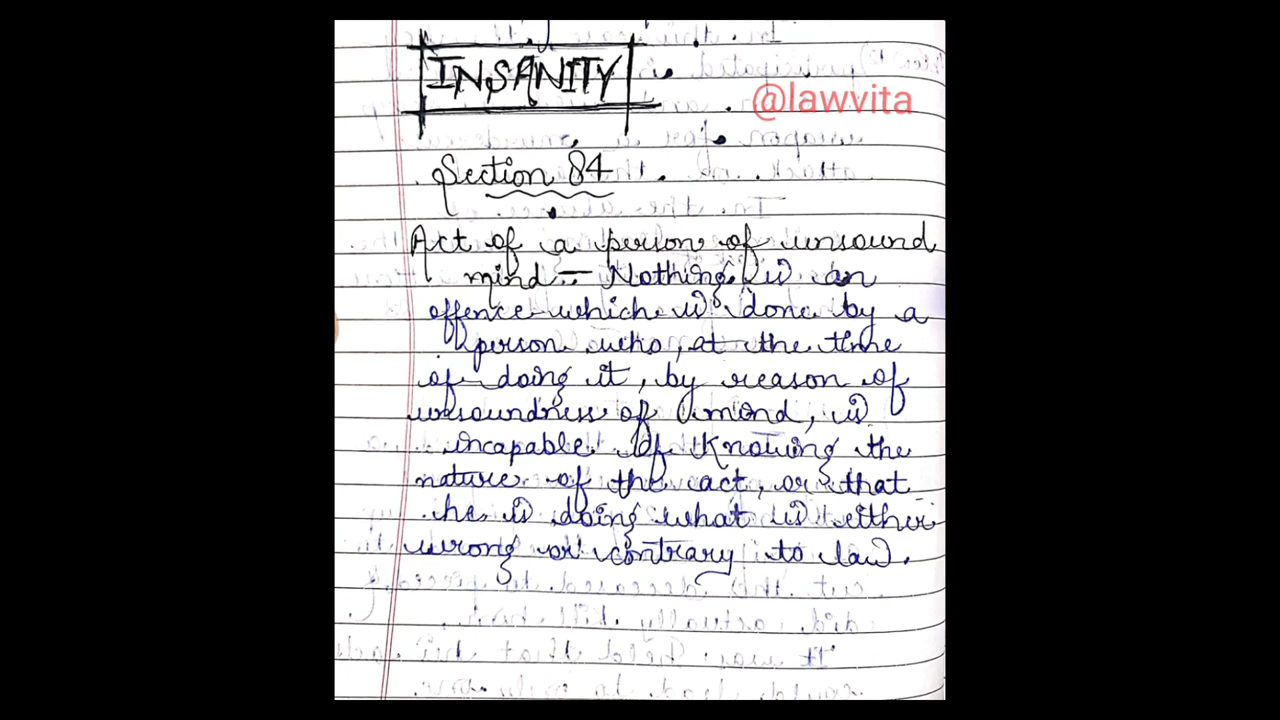 INSANITY
@lawvita
Section 84
Act of a person of unsound
mind - Nothing is an
offence which is done by a
person who, at the time
of doing it, by reason of
unsoundness of mind, is
incapable of knowing the
nature of the act, or that
he is doing what is either
wrong or contrary to law.